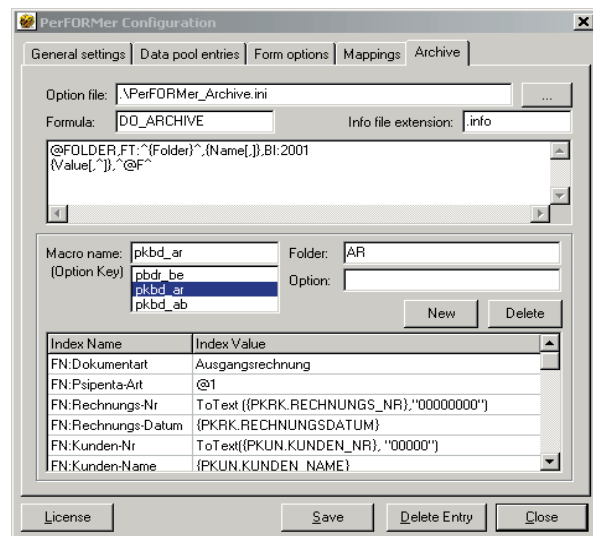 PerFORMer Configuration
General settings Data pool entries Form options Mappings Archive
Option file: .\PerFORMer_Archive.ini ...
Formula: DO_ARCHIVE Info file extension: .info
@FOLDER,FT:^{Folder}^,{Name[,]},BI:2001
{Value[,^]},^@F^
Macro name: pkbd_ar Folder: AR
(Option Key) pbdr_be Option:
pkbd_ar
pkbd_ab
New Delete
Index Name Index Value
FN:Dokumentart Ausgangsrechnung
FN:Psipenta-Art @1
FN:Rechnungs-Nr ToText ({PKRK.RECHNUNGS_NR},"00000000")
FN:Rechnungs-Datum {PKRK.RECHNUNGSDATUM}
FN:Kunden-Nr ToText({PKUN.KUNDEN_NR}, "00000")
FN:Kunden-Name {PKUN.KUNDEN_NAME}
License Save Delete Entry Close